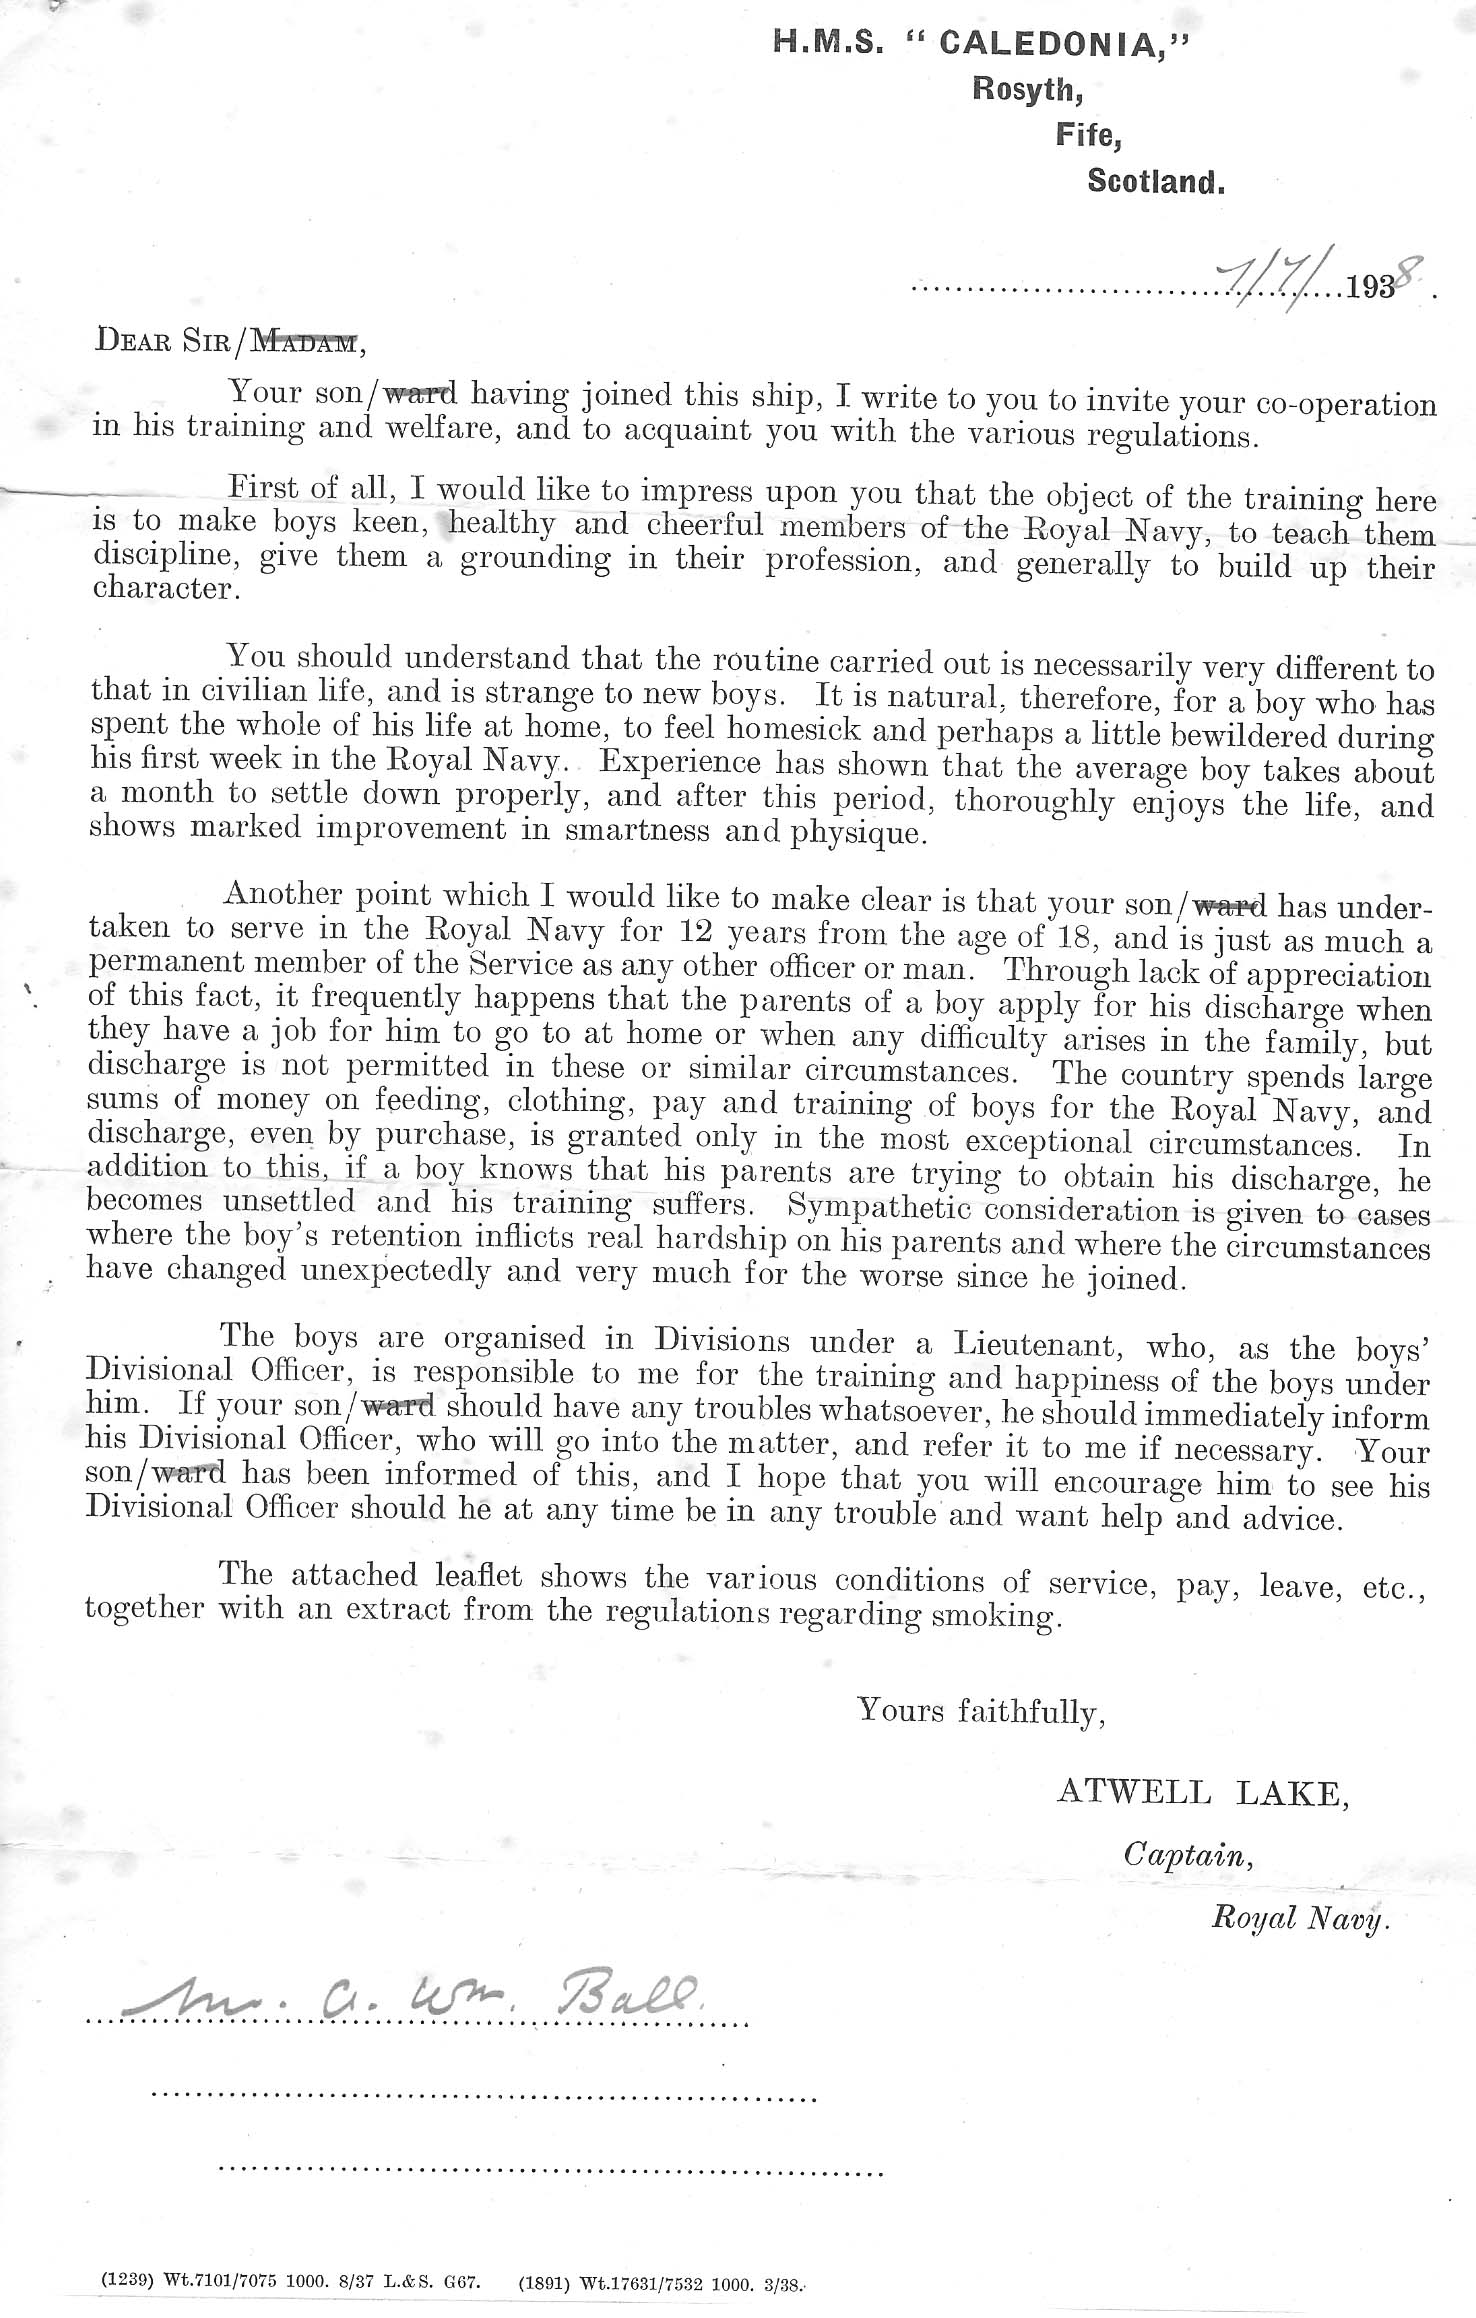 H.M.S. “ CALEDONIA,”
Rosyth,
Fife,
Scotland.
7/7/ 1938.
DEAR SIR/MADAM,
Your son/ward having joined this ship, I write to you to invite your co-operation
in his training and welfare, and to acquaint you with the various regulations.
First of all, I would like to impress upon you that the object of the training here
is to make boys keen, healthy and cheerful members of the Royal Navy, to teach them
discipline, give them a grounding in their profession, and generally to build up their
character.
You should understand that the routine carried out is necessarily very different to
that in civilian life, and is strange to new boys. It is natural, therefore, for a boy who has
spent the whole of his life at home, to feel homesick and perhaps a little bewildered during
his first week in the Royal Navy. Experience has shown that the average boy takes about
a month to settle down properly, and after this period, thoroughly enjoys the life, and
shows marked improvement in smartness and physique.
Another point which I would like to make clear is that your son/ward has under-
taken to serve in the Royal Navy for 12 years from the age of 18, and is just as much a
permanent member of the Service as any other officer or man. Through lack of appreciation
of this fact, it frequently happens that the parents of a boy apply for his discharge when
they have a job for him to go to at home or when any difficulty arises in the family, but
discharge is not permitted in these or similar circumstances. The country spends large
sums of money on feeding, clothing, pay and training of boys for the Royal Navy, and
discharge, even by purchase, is granted only in the most exceptional circumstances. In
addition to this, if a boy knows that his parents are trying to obtain his discharge, he
becomes unsettled and his training suffers. Sympathetic consideration is given to cases
where the boy’s retention inflicts real hardship on his parents and where the circumstances
have changed unexpectedly and very much for the worse since he joined.
The boys are organised in Divisions under a Lieutenant, who, as the boys’
Divisional Officer, is responsible to me for the training and happiness of the boys under
him. If your son/ward should have any troubles whatsoever, he should immediately inform
his Divisional Officer, who will go into the matter, and refer it to me if necessary. Your
son/ward has been informed of this, and I hope that you will encourage him to see his
Divisional Officer should he at any time be in any trouble and want help and advice.
The attached leaflet shows the various conditions of service, pay, leave, etc.,
together with an extract from the regulations regarding smoking.
Yours faithfully,
ATWELL LAKE,
Captain,
Royal Navy.
Mr. A. Wm. Ball.
(1239) Wt.7101/7075 1000. 8/37 L.&S. G67. (1891) Wt.17631/7532 1000. 3/38.